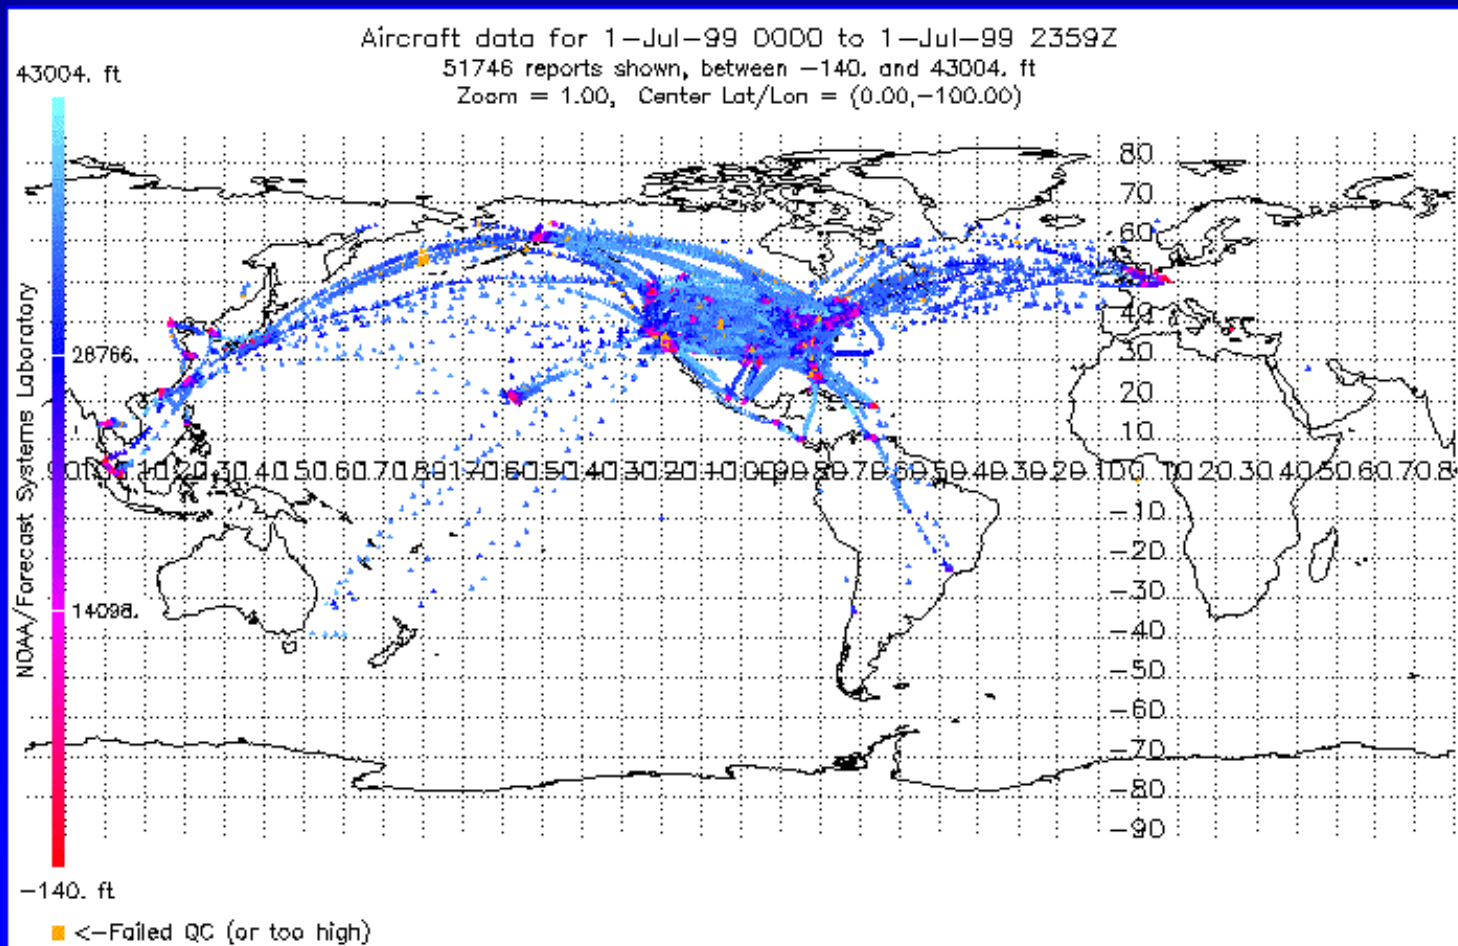 Aircraft data for 1-Jul-99 0000 to 1-Jul-99 2359Z
51746 reports shown, between -140. and 43004. ft
Zoom = 1.00, Center Lat/Lon = (0.00,-100.00)
43004. ft
80
70
60
40
30
20
10
-10
-20
-30
-40
-50
-60
-70
-80
-90
28766.
14098.
NOAA/Forecast Systems Laboratory
-140. ft
<-Failed QC (or too high)